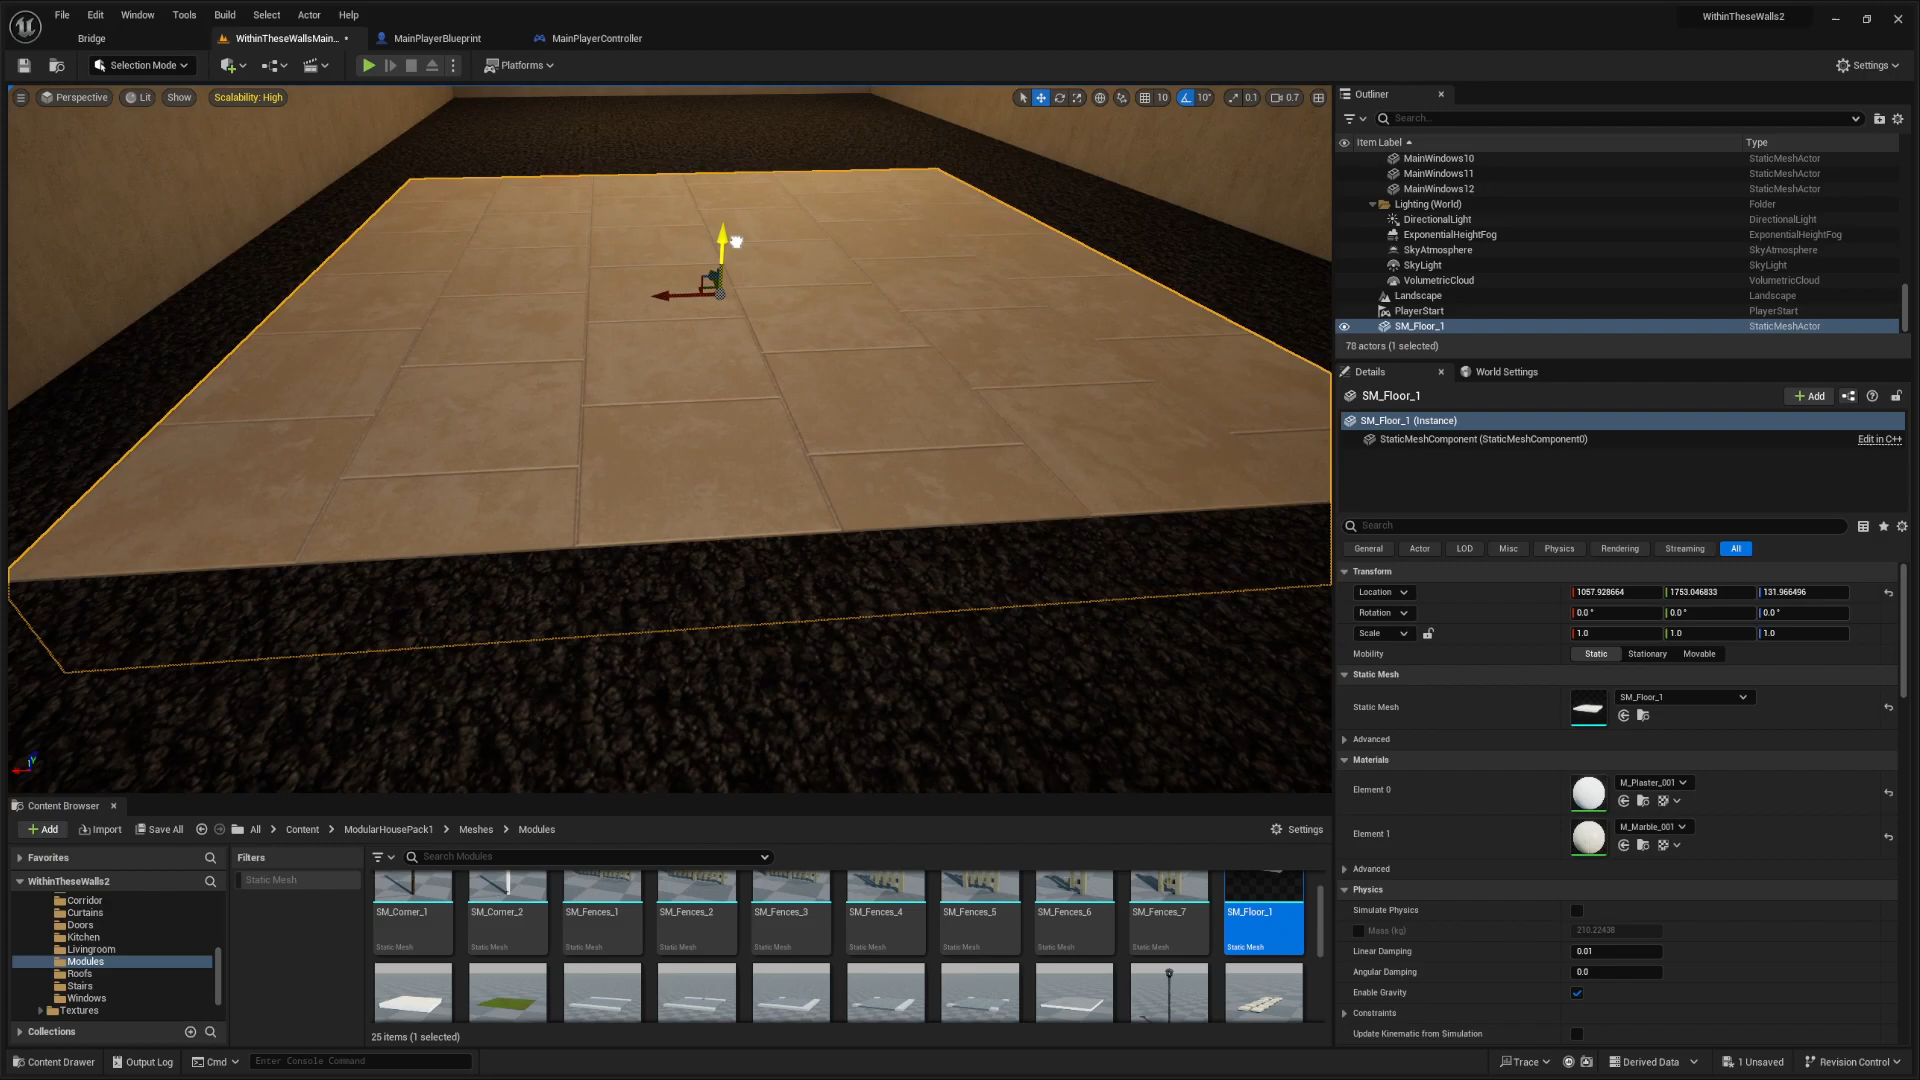 File Edit Window Tools Build Select Actor Help
WithinTheseWalls2
Bridge
WithinTheseWallsMain... •
MainPlayerBlueprint
MainPlayerController
Selection Mode
Platforms
Settings
Perspective
Lit
Show
Scalability: High
10
10°
0.1
0.7
Outliner
Search...
Item Label
Type
MainWindows10 StaticMeshActor
MainWindows11 StaticMeshActor
MainWindows12 StaticMeshActor
Lighting (World) Folder
DirectionalLight DirectionalLight
ExponentialHeightFog ExponentialHeightFog
SkyAtmosphere SkyAtmosphere
SkyLight SkyLight
VolumetricCloud VolumetricCloud
Landscape Landscape
PlayerStart PlayerStart
SM_Floor_1 StaticMeshActor
78 actors (1 selected)
Details
World Settings
SM_Floor_1
+ Add
SM_Floor_1 (Instance)
StaticMeshComponent (StaticMeshComponent0)
Edit in C++
Search
General Actor LOD Misc Physics Rendering Streaming All
Transform
Location 1057.928664 1753.046833 131.966496
Rotation 0.0 ° 0.0 ° 0.0 °
Scale 1.0 1.0 1.0
Mobility Static Stationary Movable
Static Mesh
Static Mesh
SM_Floor_1
Advanced
Materials
Element 0
M_Plaster_001
Element 1
M_Marble_001
Advanced
Physics
Simulate Physics
Mass (kg) 210.22438
Linear Damping 0.01
Angular Damping 0.0
Enable Gravity
Constraints
Update Kinematic from Simulation
Content Browser
+ Add
Import
Save All
All > Content > ModularHousePack1 > Meshes > Modules
Settings
Favorites
WithinTheseWalls2
Corridor
Curtains
Doors
Kitchen
Livingroom
Modules
Roofs
Stairs
Windows
Textures
Collections
Filters
Static Mesh
Search Modules
SM_Corner_1 SM_Corner_2 SM_Fences_1 SM_Fences_2 SM_Fences_3 SM_Fences_4 SM_Fences_5 SM_Fences_6 SM_Fences_7 SM_Floor_1
Static Mesh Static Mesh Static Mesh Static Mesh Static Mesh Static Mesh Static Mesh Static Mesh Static Mesh Static Mesh
25 items (1 selected)
Content Drawer
Output Log
Cmd
Enter Console Command
Trace
Derived Data
1 Unsaved
Revision Control